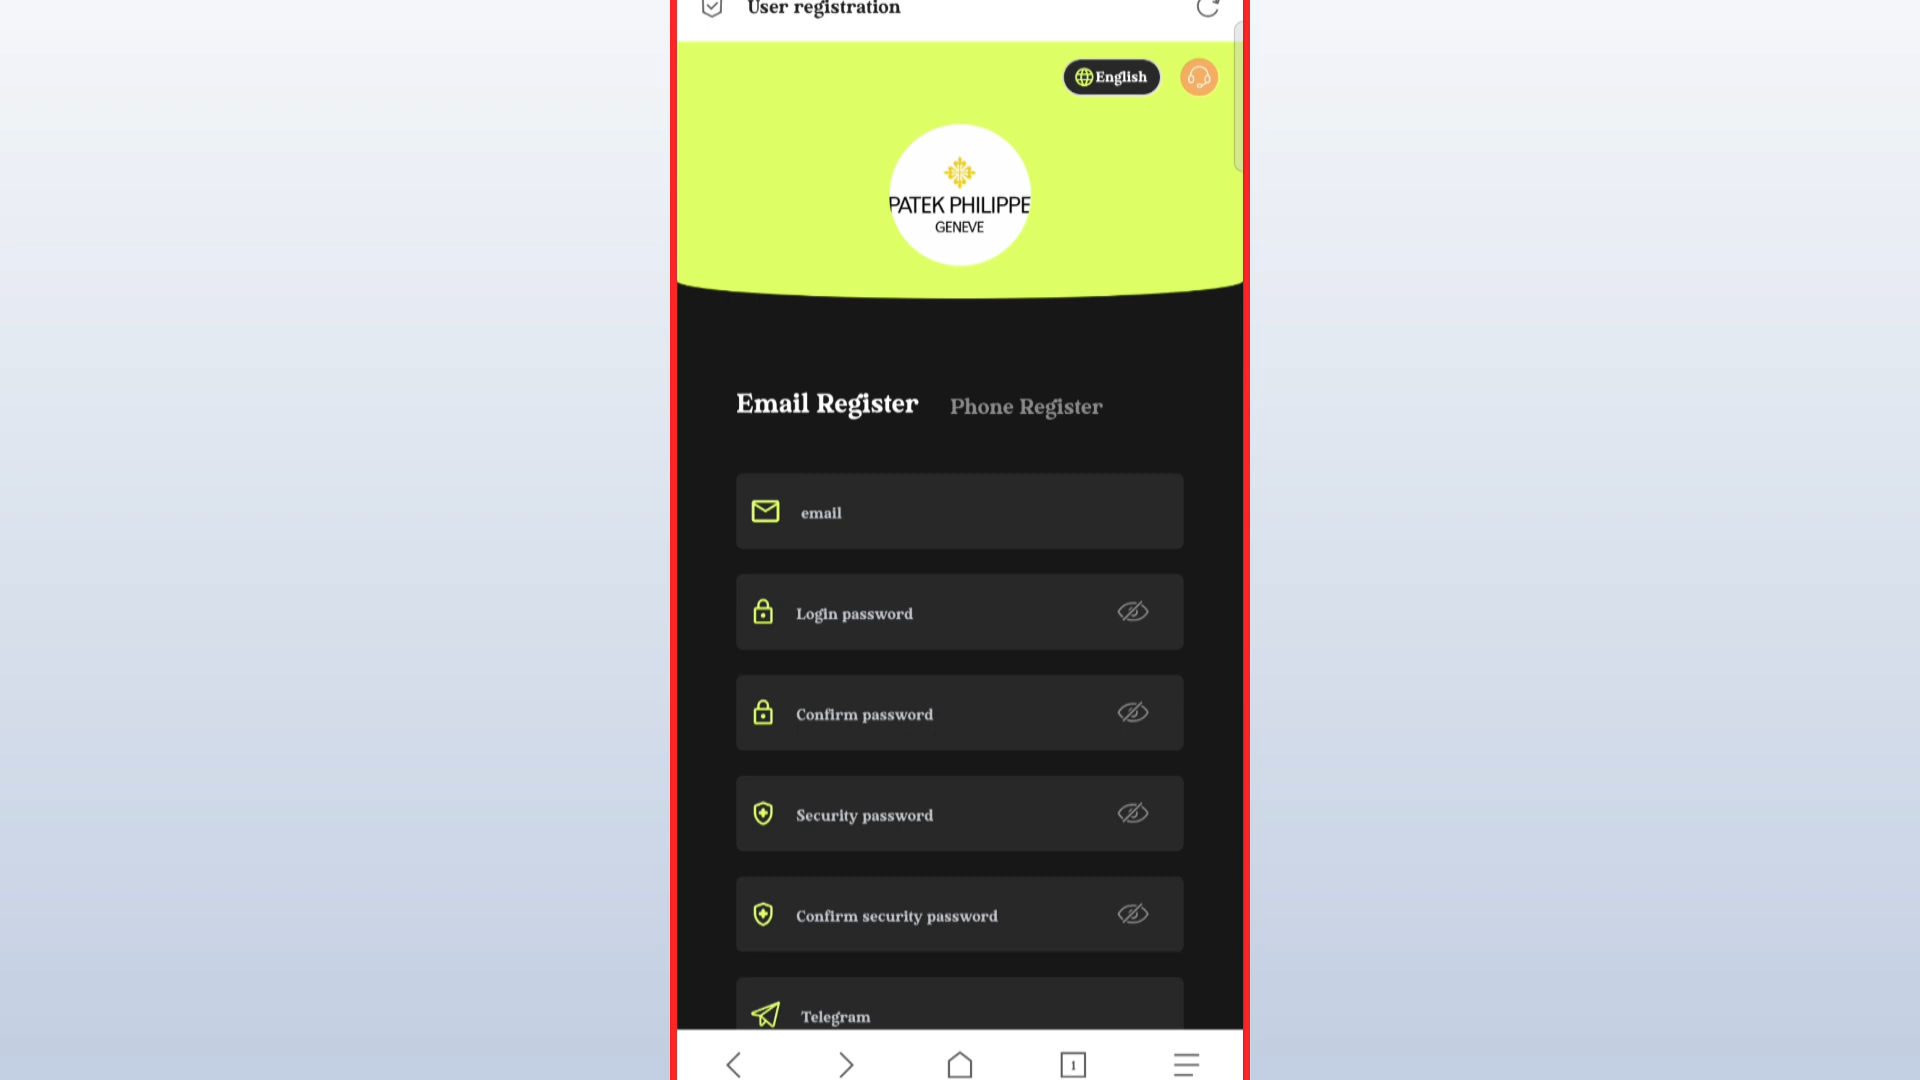 User registration
English
PATEK PHILIPPE
GENEVE
Email Register
Phone Register
email
Login password
Confirm password
Security password
Confirm security password
Telegram
1